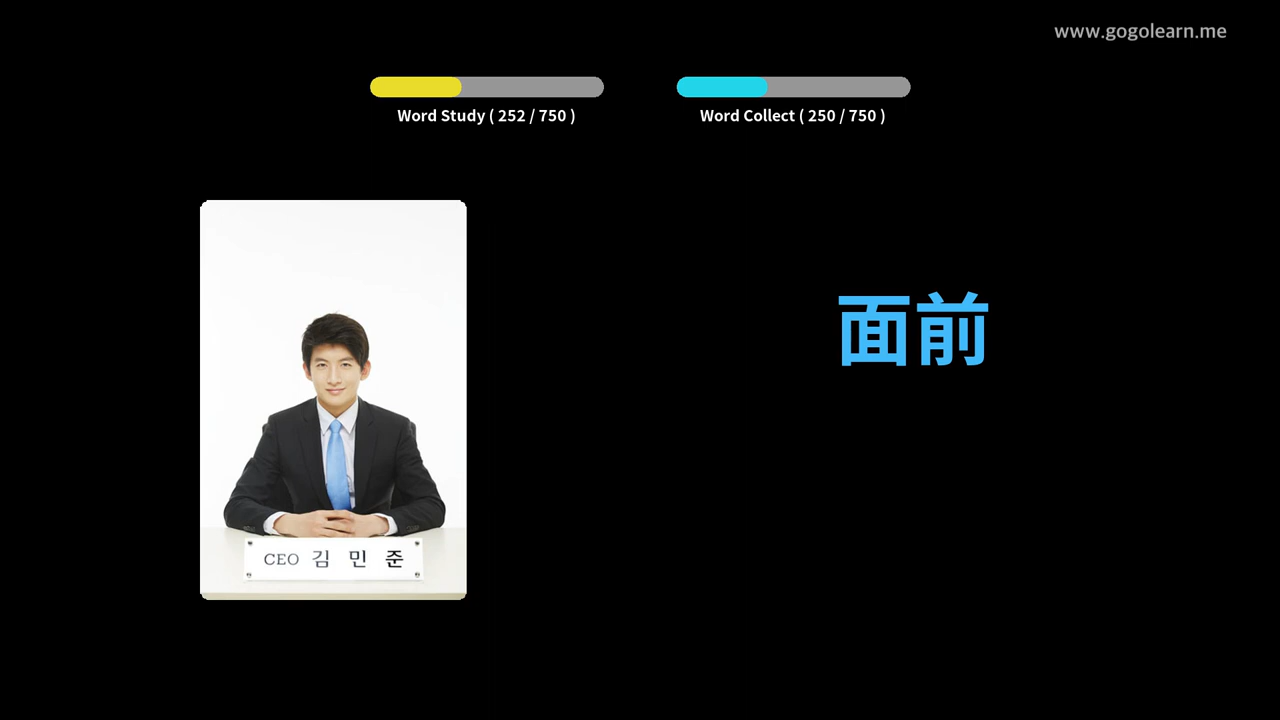 www.gogolearn.me
Word Study ( 252 / 750 )
Word Collect ( 250 / 750 )
面前
CEO 김 민 준